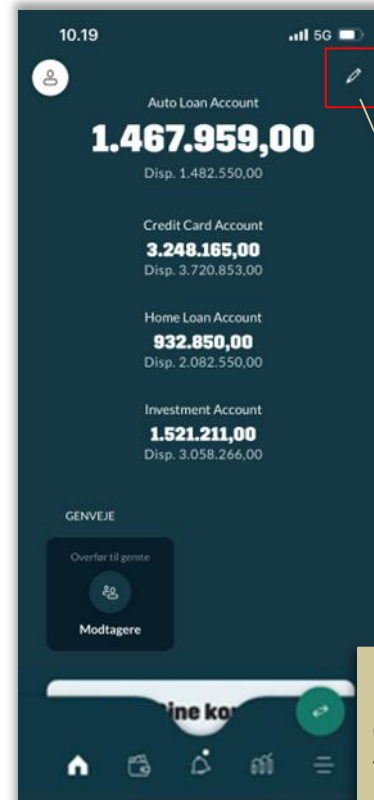 10.19
5G
Auto Loan Account
1.467.959,00
Disp. 1.482.550,00
Credit Card Account
3.248.165,00
Disp. 3.720.853,00
Home Loan Account
932.850,00
Disp. 2.082.550,00
Investment Account
1.521.211,00
Disp. 3.058.266,00
GENVEJE
Overfør til gemte
Modtagere